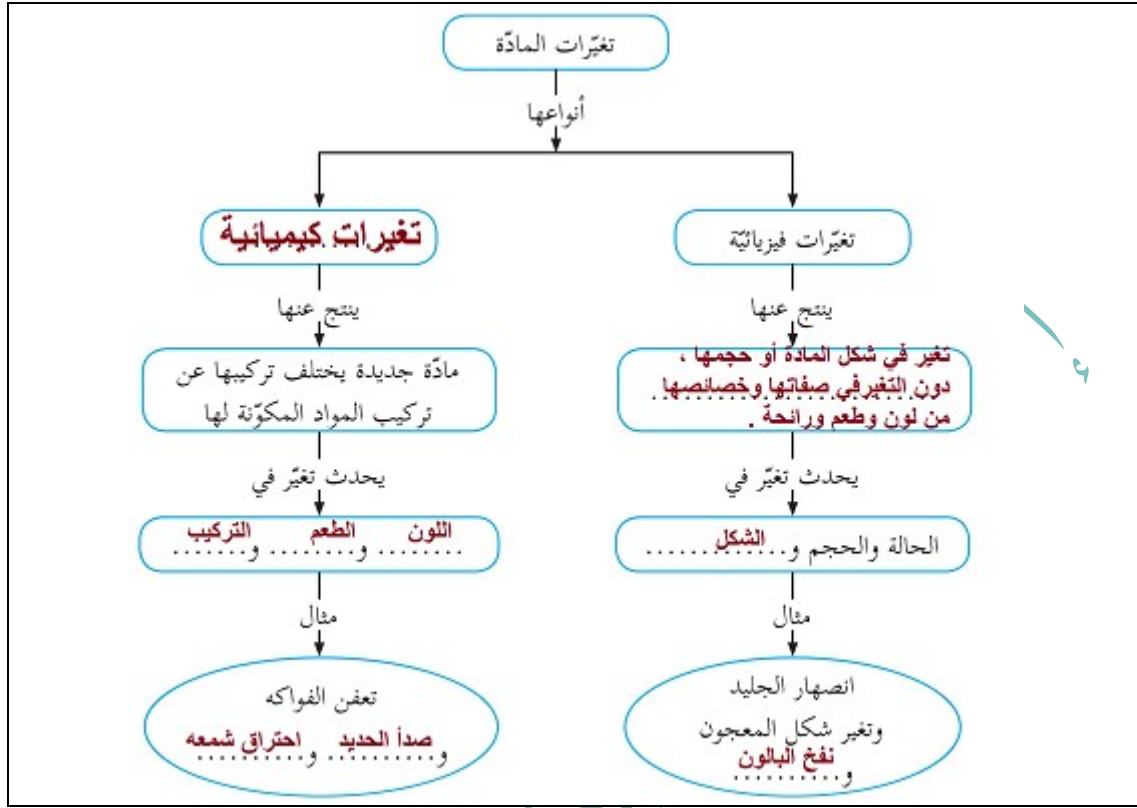 تغيّرات المادّة
أنواعها
تغيّرات فيزيائيّة
ينتج عنها
تغير في شكل المادة أو حجمها ،
دون التغيرفي صفاتها وخصائصها
من لون وطعم ورائحة .
يحدث تغيّر في
الحالة والحجم و الشكل
مثال
انصهار الجليد
وتغير شكل المعجون
و نفخ البالون
تغيرات كيميائية
ينتج عنها
مادّة جديدة يختلف تركيبها عن
تركيب المواد المكوّنة لها
يحدث تغيّر في
اللون و الطعم و التركيب
مثال
تعفن الفواكه
و صدأ الحديد و احتراق شمعه